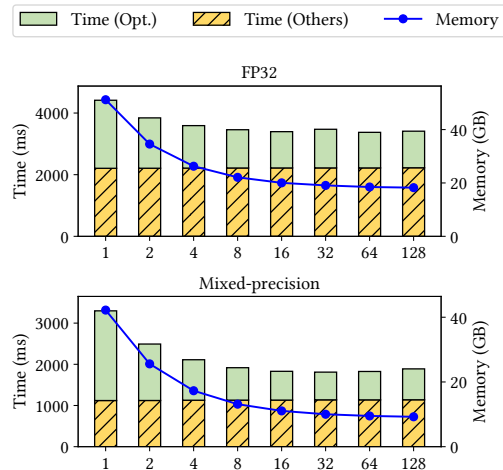 Time (Opt.) Time (Others) Memory
FP32
Time (ms)
4000
2000
0
40
20
0
Memory (GB)
1 2 4 8 16 32 64 128
Mixed-precision
Time (ms)
3000
2000
1000
0
40
20
0
Memory (GB)
1 2 4 8 16 32 64 128